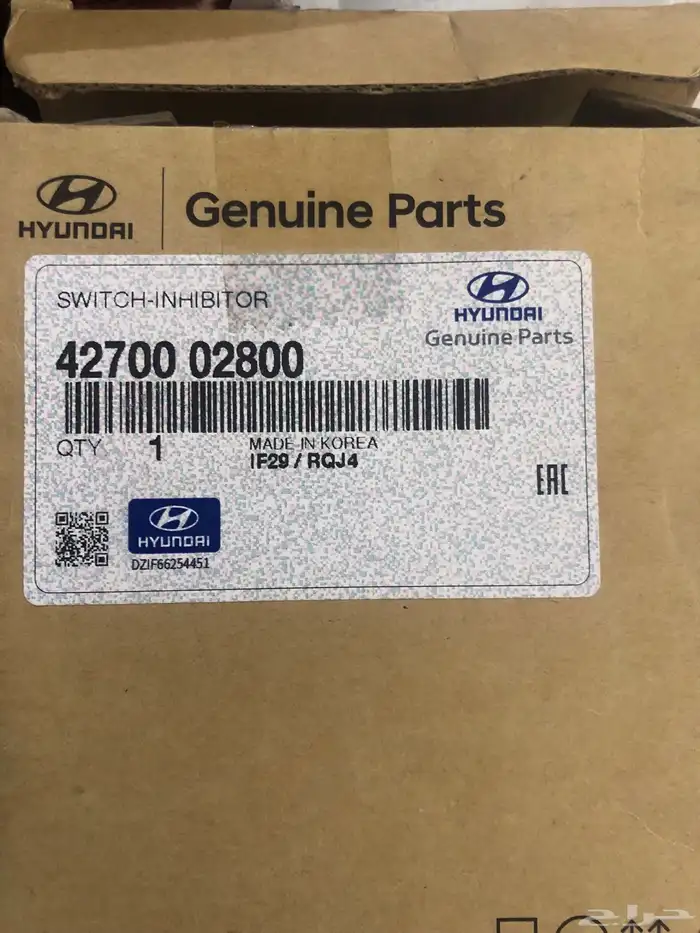 HYUNDAI
Genuine Parts
SWITCH-INHIBITOR
HYUNDAI
Genuine Parts
42700 02800
QTY 1
MADE IN KOREA
IF29 / RQJ4
EAC
HYUNDAI
DZIF66254451
حراج